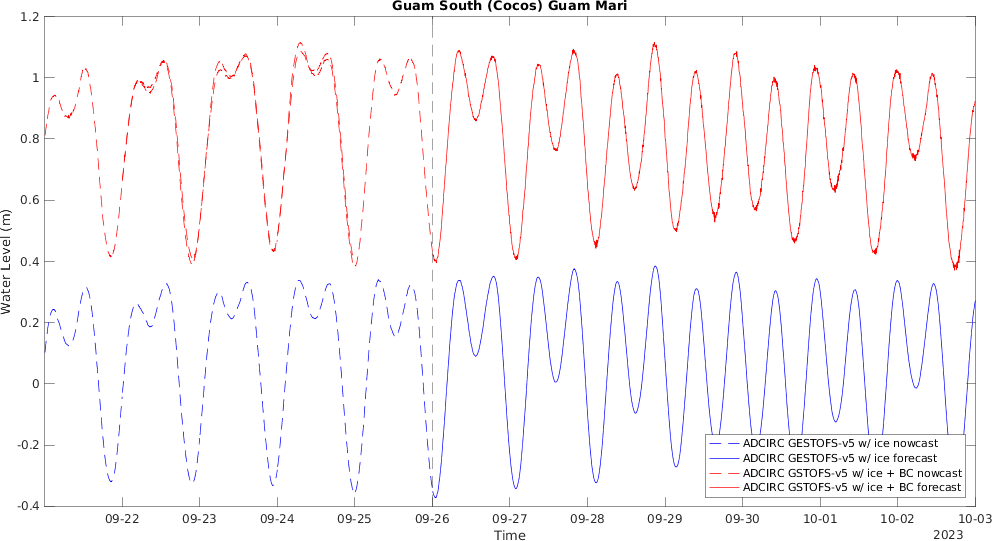 Guam South (Cocos) Guam Mari
1.2
1
0.8
0.6
0.4
0.2
0
-0.2
-0.4
Water Level (m)
ADCIRC GESTOFS-v5 w/ ice nowcast
ADCIRC GESTOFS-v5 w/ ice forecast
ADCIRC GSTOFS-v5 w/ ice + BC nowcast
ADCIRC GSTOFS-v5 w/ ice + BC forecast
09-22 09-23 09-24 09-25 09-26 09-27 09-28 09-29 09-30 10-01 10-02 10-03
Time
2023